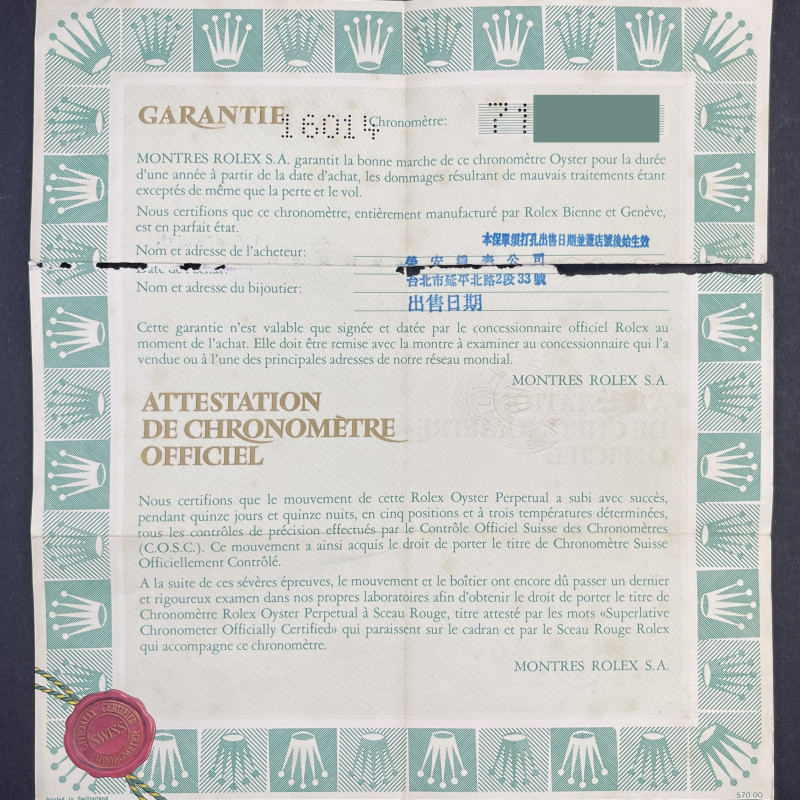 GARANTIE
16014
Chronomètre:
71
MONTRES ROLEX S.A. garantit la bonne marche de ce chronomètre Oyster pour la durée
d'une année à partir de la date d'achat, les dommages résultant de mauvais traitements étant
exceptés de même que la perte et le vol.
Nous certifions que ce chronomètre, entièrement manufacturé par Rolex Bienne et Genève,
est en parfait état.
本保單須打孔出售日期並蓋店號後始生效
Nom et adresse de l'acheteur:
安 公 司
台北市延平北路2段33號
Nom et adresse du bijoutier:
出售日期
Cette garantie n'est valable que signée et datée par le concessionnaire officiel Rolex au
moment de l'achat. Elle doit être remise avec la montre à examiner au concessionnaire qui l'a
vendue ou à l'une des principales adresses de notre réseau mondial.
MONTRES ROLEX S.A.
ATTESTATION
DE CHRONOMÈTRE
OFFICIEL
Nous certifions que le mouvement de cette Rolex Oyster Perpetual a subi avec succès,
pendant quinze jours et quinze nuits, en cinq positions et à trois températures déterminées,
tous les contrôles de précision effectués par le Contrôle Officiel Suisse des Chronomètres
(C.O.S.C.). Ce mouvement a ainsi acquis le droit de porter le titre de Chronomètre Suisse
Officiellement Contrôlé.
A la suite de ces sévères épreuves, le mouvement et le boîtier ont encore dû passer un dernier
et rigoureux examen dans nos propres laboratoires afin d'obtenir le droit de porter le titre de
Chronomètre Rolex Oyster Perpetual à Sceau Rouge, titre attesté par les mots «Superlative
Chronometer Officially Certified» qui paraissent sur le cadran et par le Sceau Rouge Rolex
qui accompagne ce chronomètre.
MONTRES ROLEX S.A.
OFFICIALLY CERTIFIED
SWISS
CHRONOMETER
Printed in Switzerland
570.00